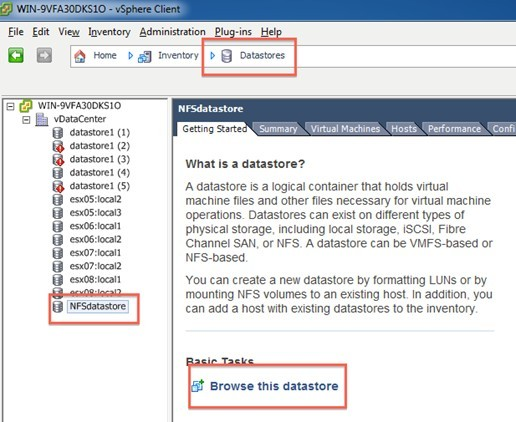 WIN-9VFA30DKS1O - vSphere Client
File Edit View Inventory Administration Plug-ins Help
Home Inventory Datastores
WIN-9VFA30DKS1O
vDataCenter
datastore1 (1)
datastore1 (2)
datastore1 (3)
datastore1 (4)
datastore1 (5)
esx05:local2
esx05:local3
esx06:local1
esx06:local2
esx07:local1
esx07:local2
esx08:local1
esx08:local2
NFSdatastore
NFSdatastore
Getting Started Summary Virtual Machines Hosts Performance Confi
What is a datastore?
A datastore is a logical container that holds virtual
machine files and other files necessary for virtual machine
operations. Datastores can exist on different types of
physical storage, including local storage, iSCSI, Fibre
Channel SAN, or NFS. A datastore can be VMFS-based or
NFS-based.
You can create a new datastore by formatting LUNs or by
mounting NFS volumes to an existing host. In addition, you
can add a host with existing datastores to the inventory.
Basic Tasks
Browse this datastore